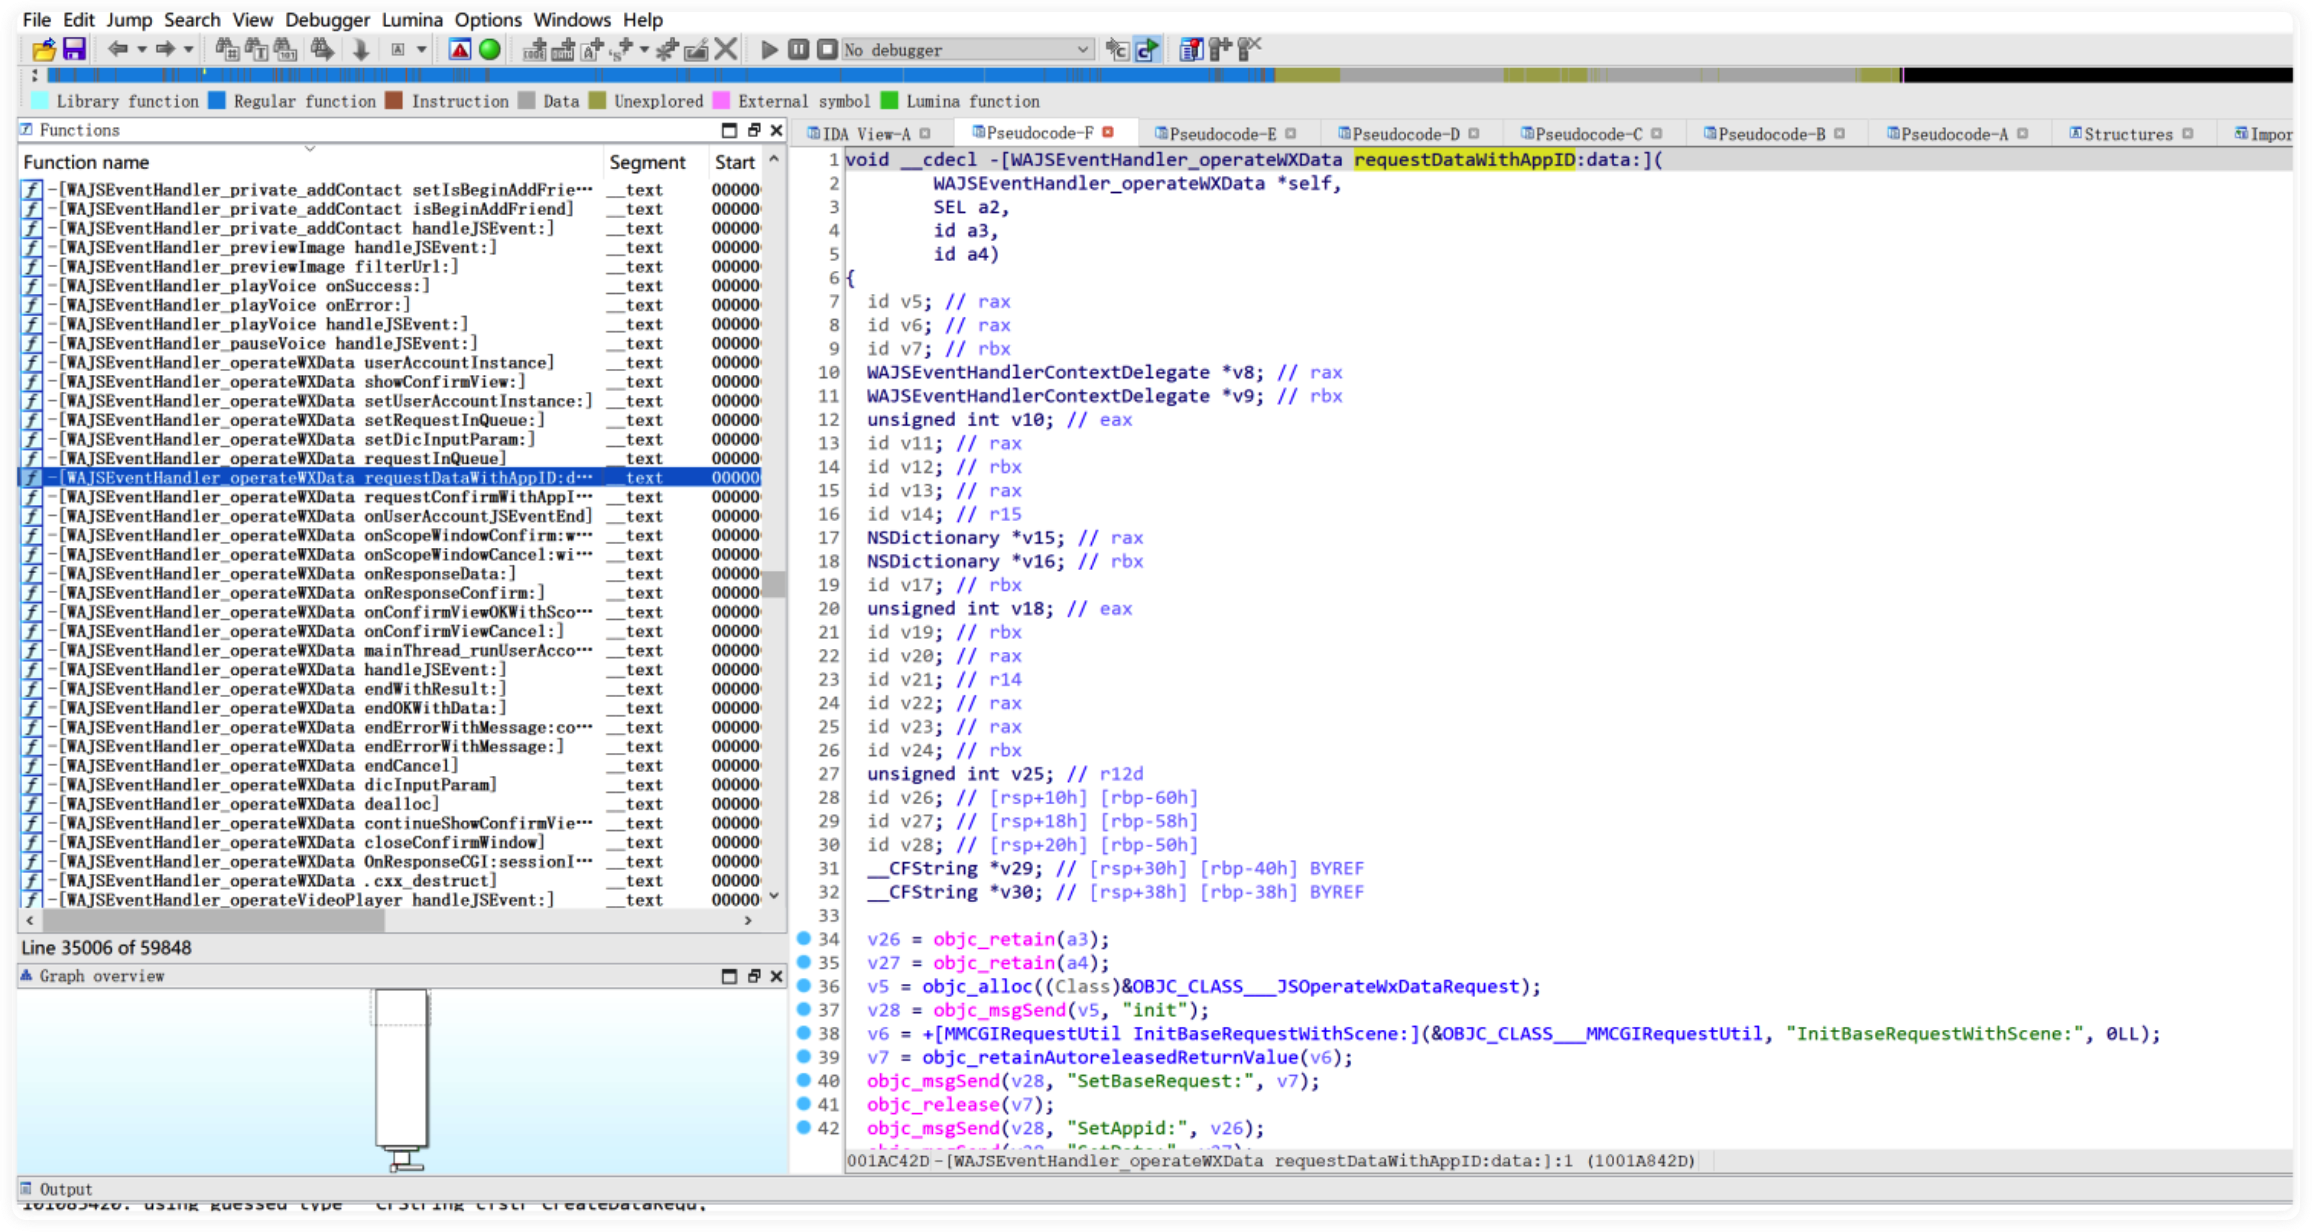 File Edit Jump Search View Debugger Lumina Options Windows Help
No debugger
Library function Regular function Instruction Data Unexplored External symbol Lumina function
Functions
Function name Segment Start
-[WAJSEventHandler_private_addContact setIsBeginAddFrie… __text 00000
-[WAJSEventHandler_private_addContact isBeginAddFriend] __text 00000
-[WAJSEventHandler_private_addContact handleJSEvent:] __text 00000
-[WAJSEventHandler_previewImage handleJSEvent:] __text 00000
-[WAJSEventHandler_previewImage filterUrl:] __text 00000
-[WAJSEventHandler_playVoice onSuccess:] __text 00000
-[WAJSEventHandler_playVoice onError:] __text 00000
-[WAJSEventHandler_playVoice handleJSEvent:] __text 00000
-[WAJSEventHandler_pauseVoice handleJSEvent:] __text 00000
-[WAJSEventHandler_operateWXData userAccountInstance] __text 00000
-[WAJSEventHandler_operateWXData showConfirmView:] __text 00000
-[WAJSEventHandler_operateWXData setUserAccountInstance:] __text 00000
-[WAJSEventHandler_operateWXData setRequestInQueue:] __text 00000
-[WAJSEventHandler_operateWXData setDicInputParam:] __text 00000
-[WAJSEventHandler_operateWXData requestInQueue] __text 00000
-[WAJSEventHandler_operateWXData requestDataWithAppID:d… __text 00000
-[WAJSEventHandler_operateWXData requestConfirmWithAppI… __text 00000
-[WAJSEventHandler_operateWXData onUserAccountJSEventEnd] __text 00000
-[WAJSEventHandler_operateWXData onScopeWindowConfirm:w… __text 00000
-[WAJSEventHandler_operateWXData onScopeWindowCancel:wi… __text 00000
-[WAJSEventHandler_operateWXData onResponseData:] __text 00000
-[WAJSEventHandler_operateWXData onResponseConfirm:] __text 00000
-[WAJSEventHandler_operateWXData onConfirmViewOKWithSco… __text 00000
-[WAJSEventHandler_operateWXData onConfirmViewCancel:] __text 00000
-[WAJSEventHandler_operateWXData mainThread_runUserAcco… __text 00000
-[WAJSEventHandler_operateWXData handleJSEvent:] __text 00000
-[WAJSEventHandler_operateWXData endWithResult:] __text 00000
-[WAJSEventHandler_operateWXData endOKWithData:] __text 00000
-[WAJSEventHandler_operateWXData endErrorWithMessage:co… __text 00000
-[WAJSEventHandler_operateWXData endErrorWithMessage:] __text 00000
-[WAJSEventHandler_operateWXData endCancel] __text 00000
-[WAJSEventHandler_operateWXData dicInputParam] __text 00000
-[WAJSEventHandler_operateWXData dealloc] __text 00000
-[WAJSEventHandler_operateWXData continueShowConfirmVie… __text 00000
-[WAJSEventHandler_operateWXData closeConfirmWindow] __text 00000
-[WAJSEventHandler_operateWXData OnResponseCGI:sessionI… __text 00000
-[WAJSEventHandler_operateWXData .cxx_destruct] __text 00000
-[WAJSEventHandler_operateVideoPlayer handleJSEvent:] __text 00000
Line 35006 of 59848
Graph overview
IDA View-A Pseudocode-F Pseudocode-E Pseudocode-D Pseudocode-C Pseudocode-B Pseudocode-A Structures Impor
1 void __cdecl -[WAJSEventHandler_operateWXData requestDataWithAppID:data:](
2 WAJSEventHandler_operateWXData *self,
3 SEL a2,
4 id a3,
5 id a4)
6 {
7 id v5; // rax
8 id v6; // rax
9 id v7; // rbx
10 WAJSEventHandlerContextDelegate *v8; // rax
11 WAJSEventHandlerContextDelegate *v9; // rbx
12 unsigned int v10; // eax
13 id v11; // rax
14 id v12; // rbx
15 id v13; // rax
16 id v14; // r15
17 NSDictionary *v15; // rax
18 NSDictionary *v16; // rbx
19 id v17; // rbx
20 unsigned int v18; // eax
21 id v19; // rbx
22 id v20; // rax
23 id v21; // r14
24 id v22; // rax
25 id v23; // rax
26 id v24; // rbx
27 unsigned int v25; // r12d
28 id v26; // [rsp+10h] [rbp-60h]
29 id v27; // [rsp+18h] [rbp-58h]
30 id v28; // [rsp+20h] [rbp-50h]
31 __CFString *v29; // [rsp+30h] [rbp-40h] BYREF
32 __CFString *v30; // [rsp+38h] [rbp-38h] BYREF
33
34 v26 = objc_retain(a3);
35 v27 = objc_retain(a4);
36 v5 = objc_alloc((Class)&OBJC_CLASS___JSOperateWxDataRequest);
37 v28 = objc_msgSend(v5, "init");
38 v6 = +[MMCGIRequestUtil InitBaseRequestWithScene:](&OBJC_CLASS___MMCGIRequestUtil, "InitBaseRequestWithScene:", 0LL);
39 v7 = objc_retainAutoreleasedReturnValue(v6);
40 objc_msgSend(v28, "SetBaseRequest:", v7);
41 objc_release(v7);
42 objc_msgSend(v28, "SetAppid:", v26);
001AC42D -[WAJSEventHandler_operateWXData requestDataWithAppID:data:]:1 (1001A842D)
Output